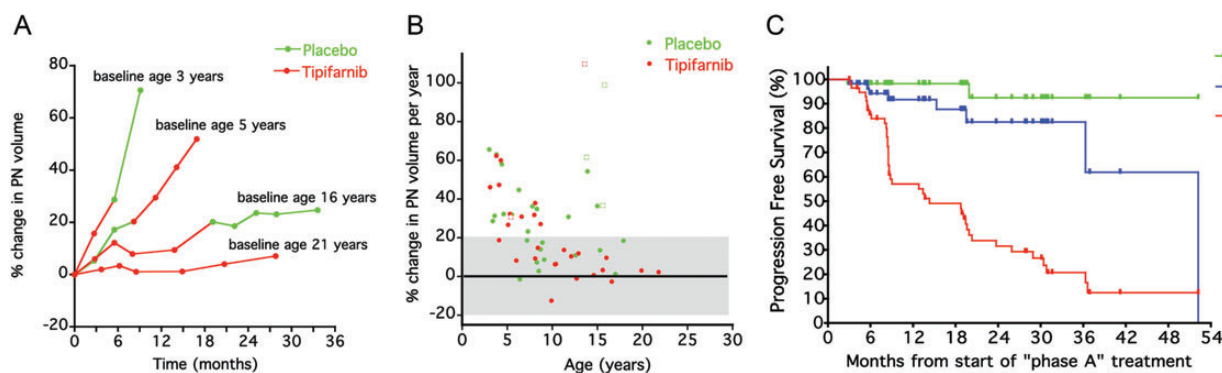 A
Placebo
Tipifarnib
80
60
40
20
0
-20
% change in PN volume
baseline age 3 years
baseline age 5 years
baseline age 16 years
baseline age 21 years
0 6 12 18 24 30 36
Time (months)
B
Placebo
Tipifarnib
100
80
60
40
20
0
-20
% change in PN volume per year
0 5 10 15 20 25 30
Age (years)
C
100
90
80
70
60
50
40
30
20
10
0
Progression Free Survival (%)
0 6 12 18 24 30 36 42 48 54
Months from start of "phase A" treatment